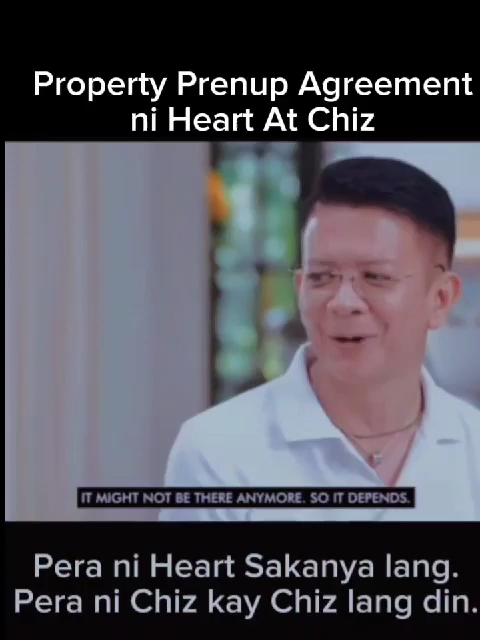 Property Prenup Agreement
ni Heart At Chiz
IT MIGHT NOT BE THERE ANYMORE. SO IT DEPENDS.
Pera ni Heart Sakanya lang.
Pera ni Chiz kay Chiz lang din.